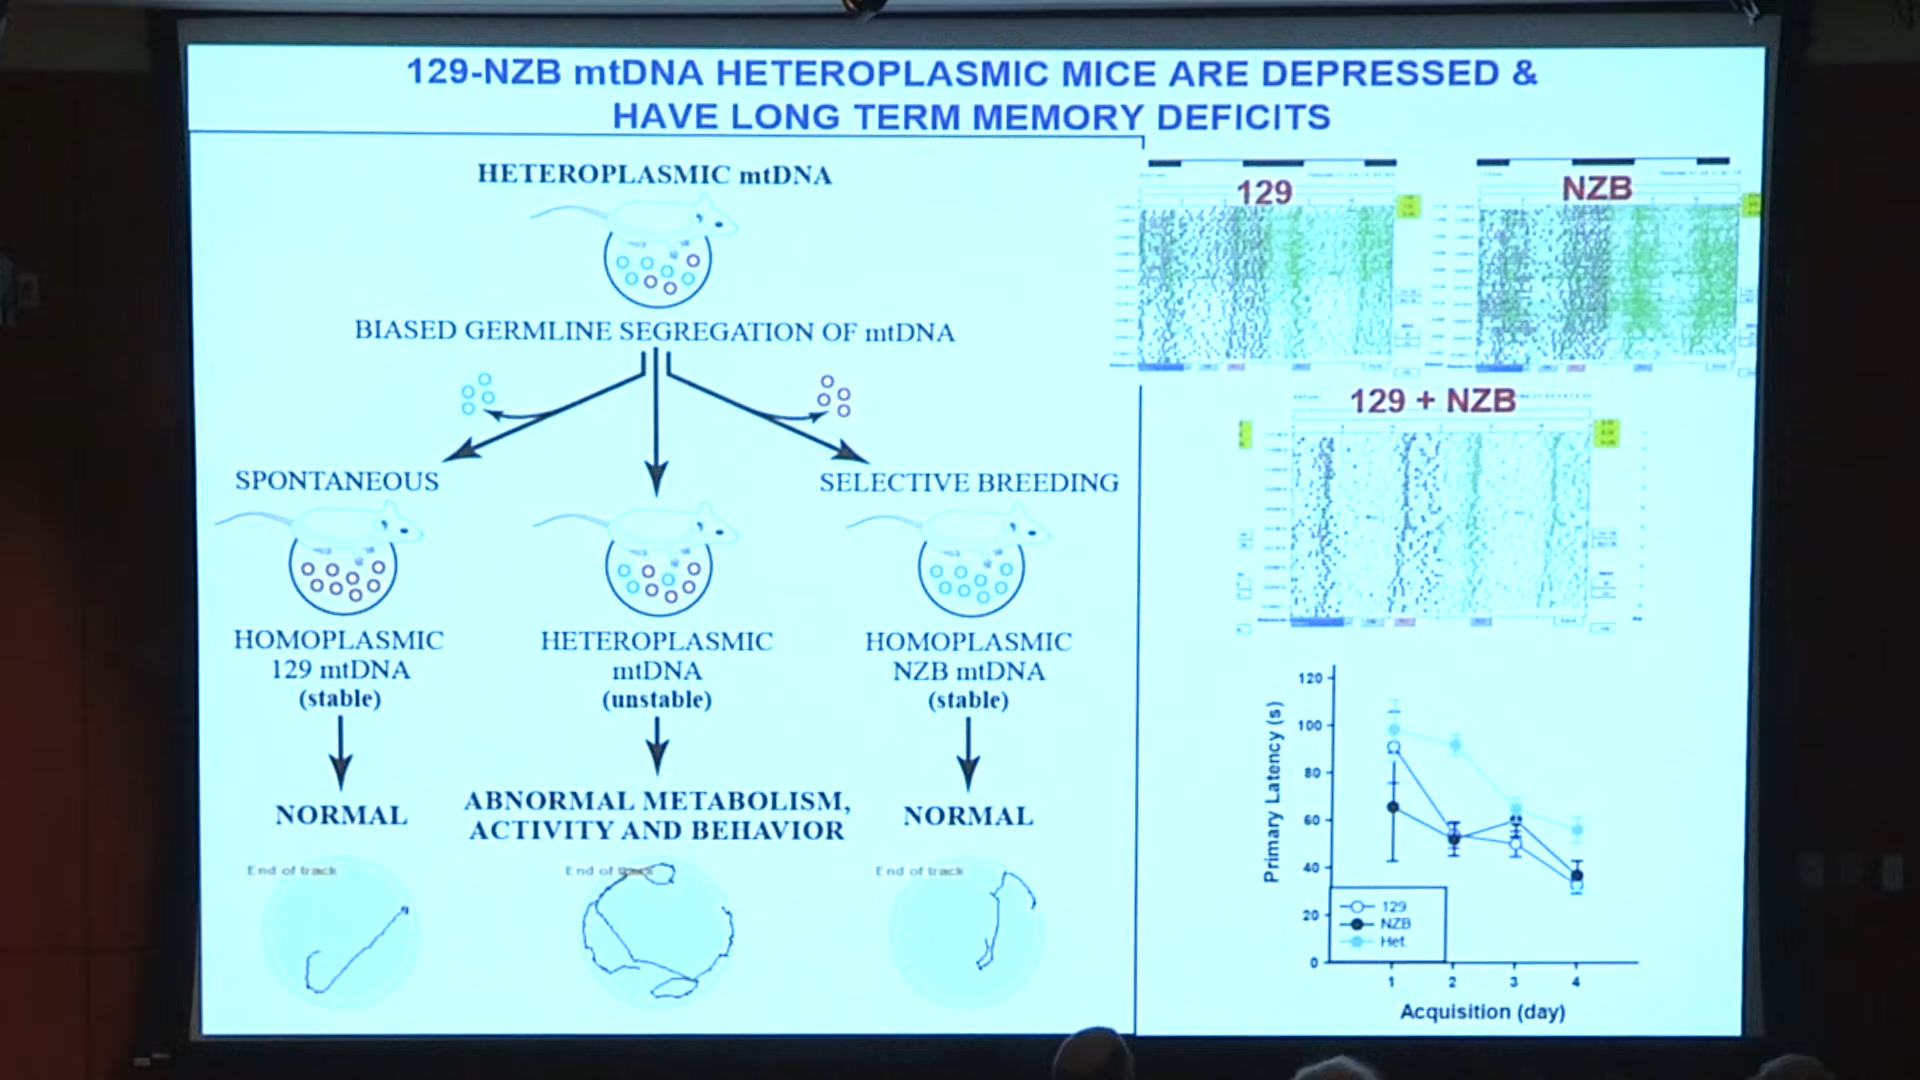 129-NZB mtDNA HETEROPLASMIC MICE ARE DEPRESSED &
HAVE LONG TERM MEMORY DEFICITS
HETEROPLASMIC mtDNA
BIASED GERMLINE SEGREGATION OF mtDNA
SPONTANEOUS
SELECTIVE BREEDING
HOMOPLASMIC
129 mtDNA
(stable)
HETEROPLASMIC
mtDNA
(unstable)
HOMOPLASMIC
NZB mtDNA
(stable)
NORMAL
ABNORMAL METABOLISM,
ACTIVITY AND BEHAVIOR
NORMAL
End of track
End of track
End of track
129
NZB
129 + NZB
Primary Latency (s)
120
100
80
60
40
20
0
129
NZB
Het.
1 2 3 4
Acquisition (day)